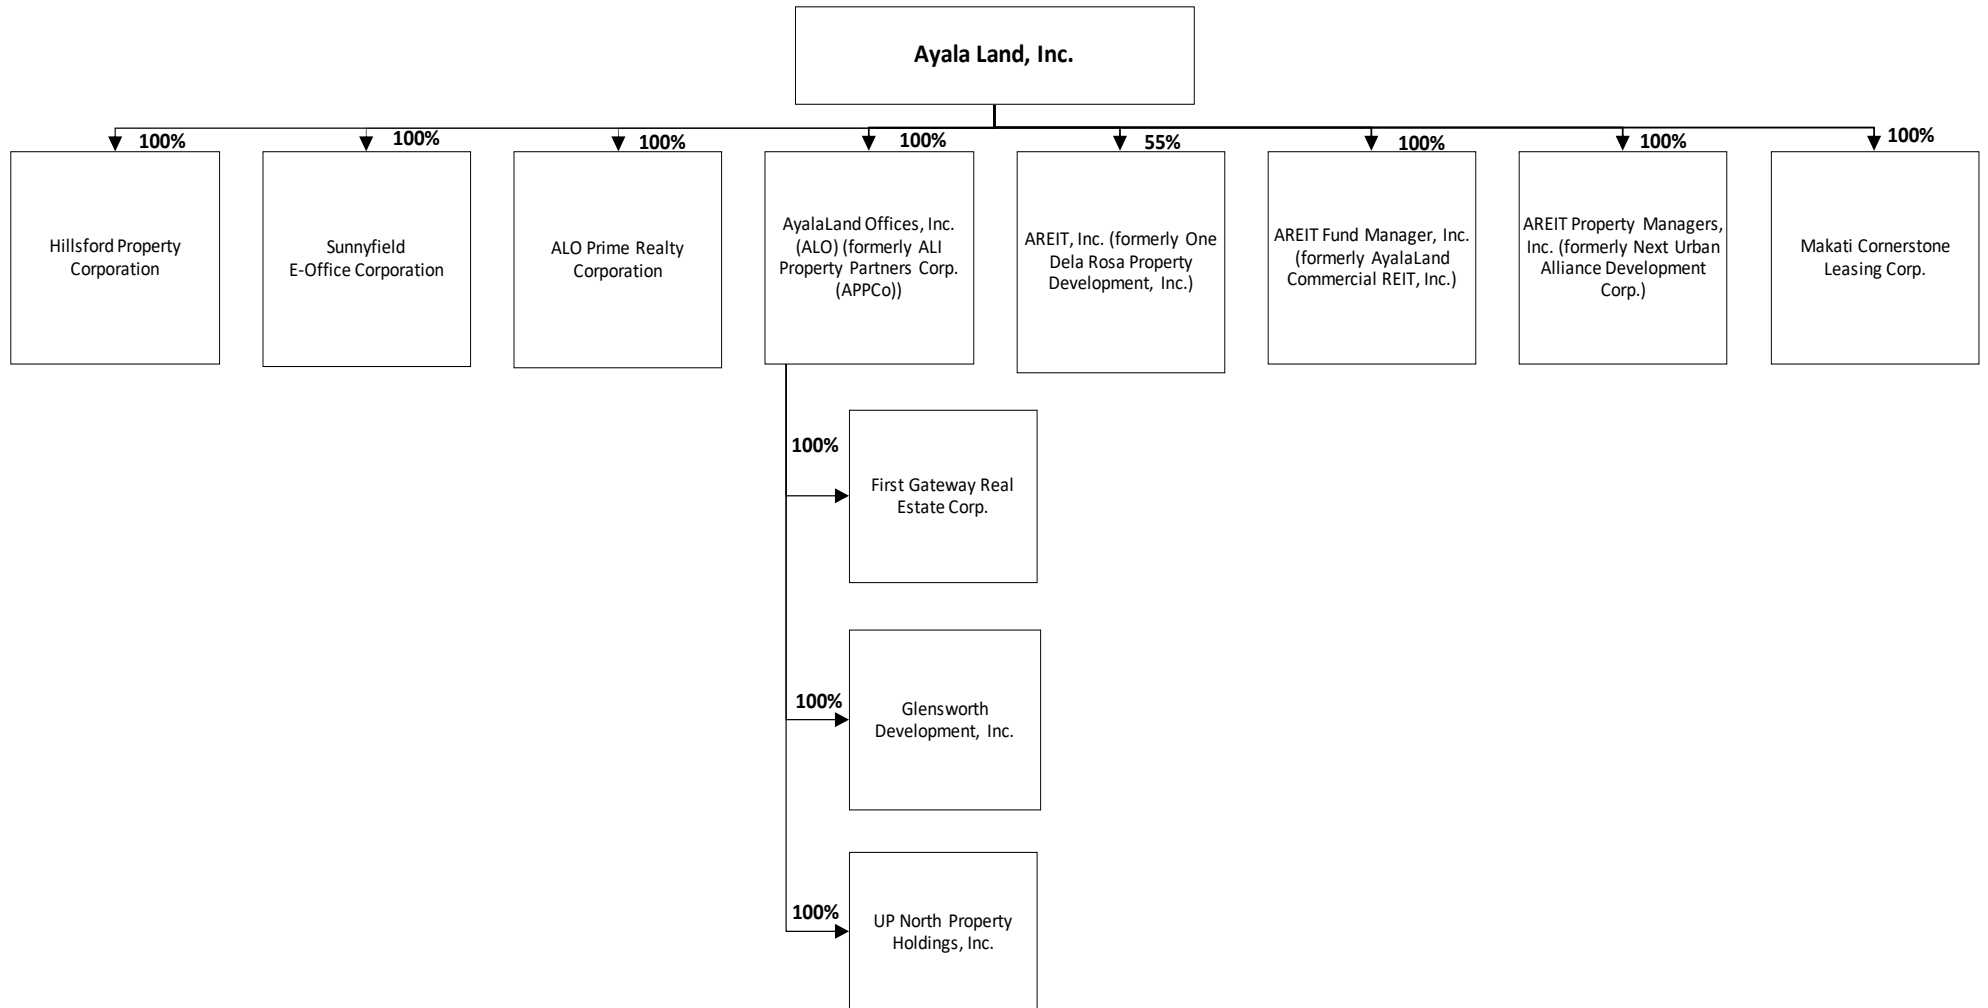 Ayala Land, Inc.
100%
100%
100%
100%
55%
100%
100%
100%
Hillsford Property
Corporation
Sunnyfield
E-Office Corporation
ALO Prime Realty
Corporation
AyalaLand Offices, Inc.
(ALO) (formerly ALI
Property Partners Corp.
(APPCo))
AREIT, Inc. (formerly One
Dela Rosa Property
Development, Inc.)
AREIT Fund Manager, Inc.
(formerly AyalaLand
Commercial REIT, Inc.)
AREIT Property Managers,
Inc. (formerly Next Urban
Alliance Development
Corp.)
Makati Cornerstone
Leasing Corp.
100%
First Gateway Real
Estate Corp.
100%
Glensworth
Development, Inc.
100%
UP North Property
Holdings, Inc.